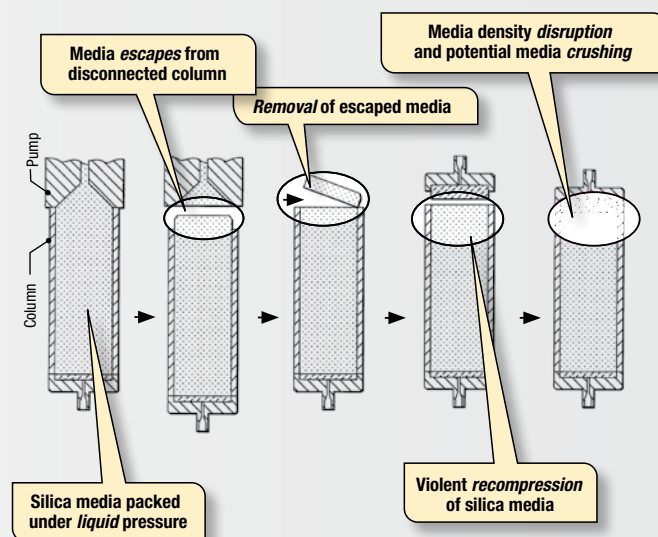 Media density disruption
and potential media crushing
Media escapes from
disconnected column
Removal of escaped media
Pump
Column
Silica media packed
under liquid pressure
Violent recompression
of silica media